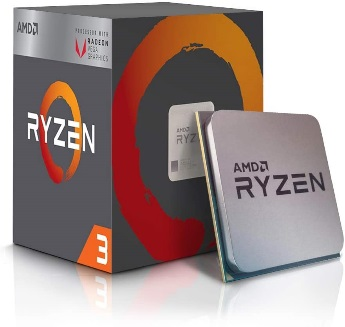 AMD
PROCESSOR WITH
RADEON
VEGA
GRAPHICS
RYZEN
3
AMD
RYZEN